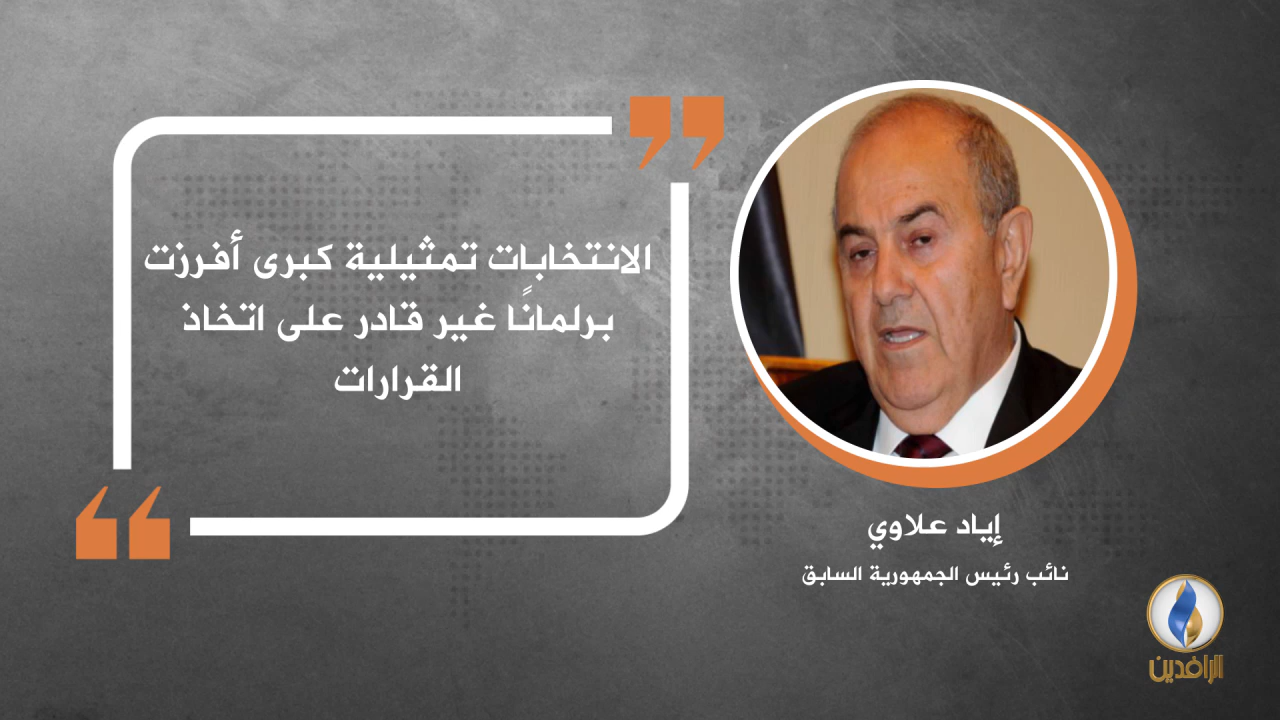 الانتخابات تمثيلية كبرى أفرزت
برلمانًا غير قادر على اتخاذ
القرارات
إياد علاوي
نائب رئيس الجمهورية السابق
الرافدين